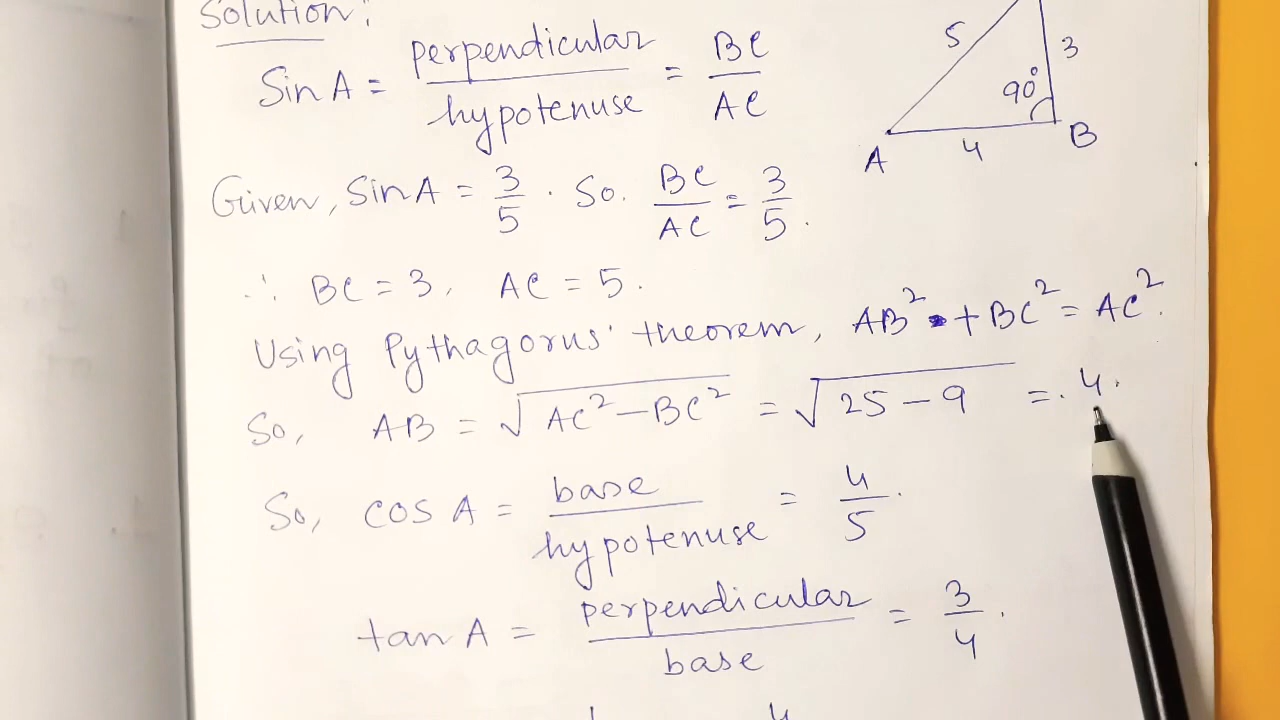 Solution:
Sin A = perpendicular / hypotenuse = BC / AC
5
3
90°
A
4
B
Given, Sin A = 3/5 . So. BC/AC = 3/5.
∴ BC = 3, AC = 5.
Using Pythagorus' theorem, AB² + BC² = AC².
So, AB = √(AC² − BC²) = √(25 − 9) = 4.
So, cos A = base / hypotenuse = 4/5.
tan A = perpendicular / base = 3/4.